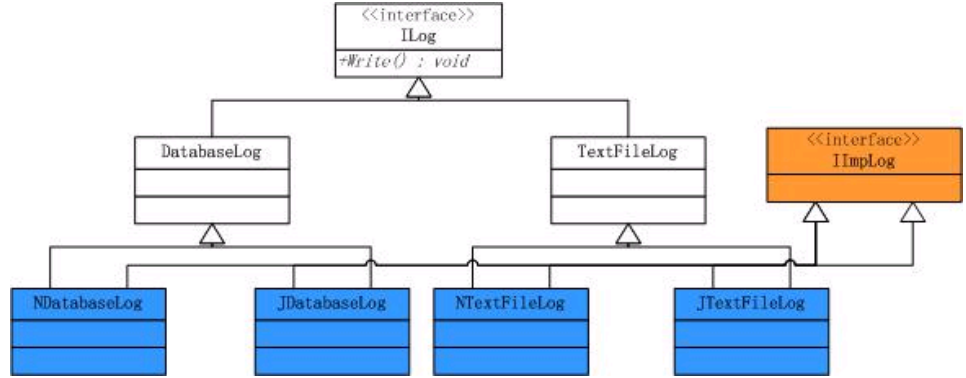 <<interface>>
ILog
+Write() : void
DatabaseLog
TextFileLog
<<interface>>
IImpLog
NDatabaseLog
JDatabaseLog
NTextFileLog
JTextFileLog